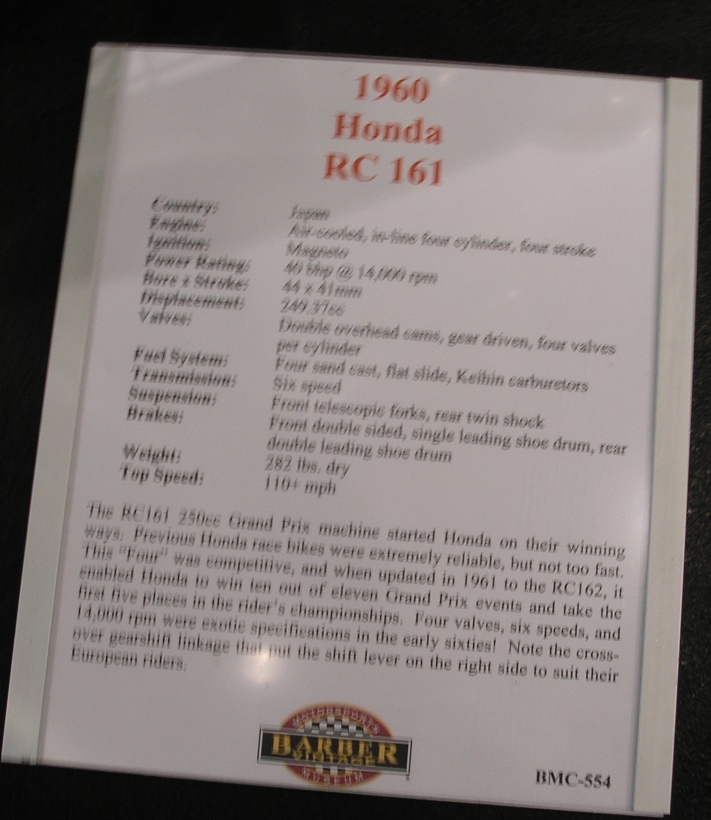 1960
Honda
RC 161
Country: Japan
Engine: Air-cooled, in-line four cylinder, four stroke
Ignition: Magneto
Power Rating: 40 bhp @ 14,000 rpm
Bore x Stroke: 44 x 41mm
Displacement: 249.37cc
Valves: Double overhead cams, gear driven, four valves
per cylinder
Fuel System: Four sand cast, flat slide, Keihin carburetors
Transmission: Six speed
Suspension: Front telescopic forks, rear twin shock
Brakes: Front double sided, single leading shoe drum, rear
double leading shoe drum
Weight: 282 lbs. dry
Top Speed: 110+ mph
The RC161 250cc Grand Prix machine started Honda on their winning
ways. Previous Honda race bikes were extremely reliable, but not too fast.
This "Four" was competitive, and when updated in 1961 to the RC162, it
enabled Honda to win ten out of eleven Grand Prix events and take the
first five places in the rider's championships. Four valves, six speeds, and
14,000 rpm were exotic specifications in the early sixties! Note the cross-
over gearshift linkage that put the shift lever on the right side to suit their
European riders.
MOTORSPORTS
BARBER
VINTAGE
MUSEUM
BMC-554